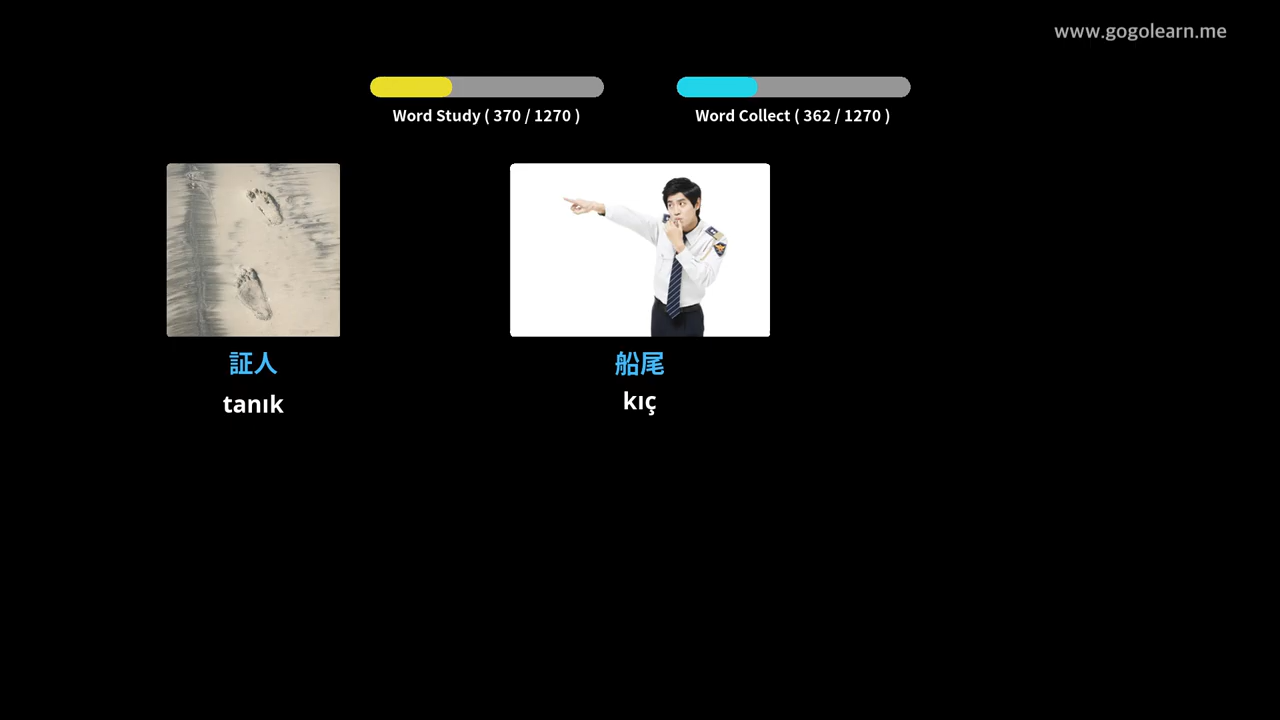 www.gogolearn.me
Word Study ( 370 / 1270 )
Word Collect ( 362 / 1270 )
証人
tanık
船尾
kıç